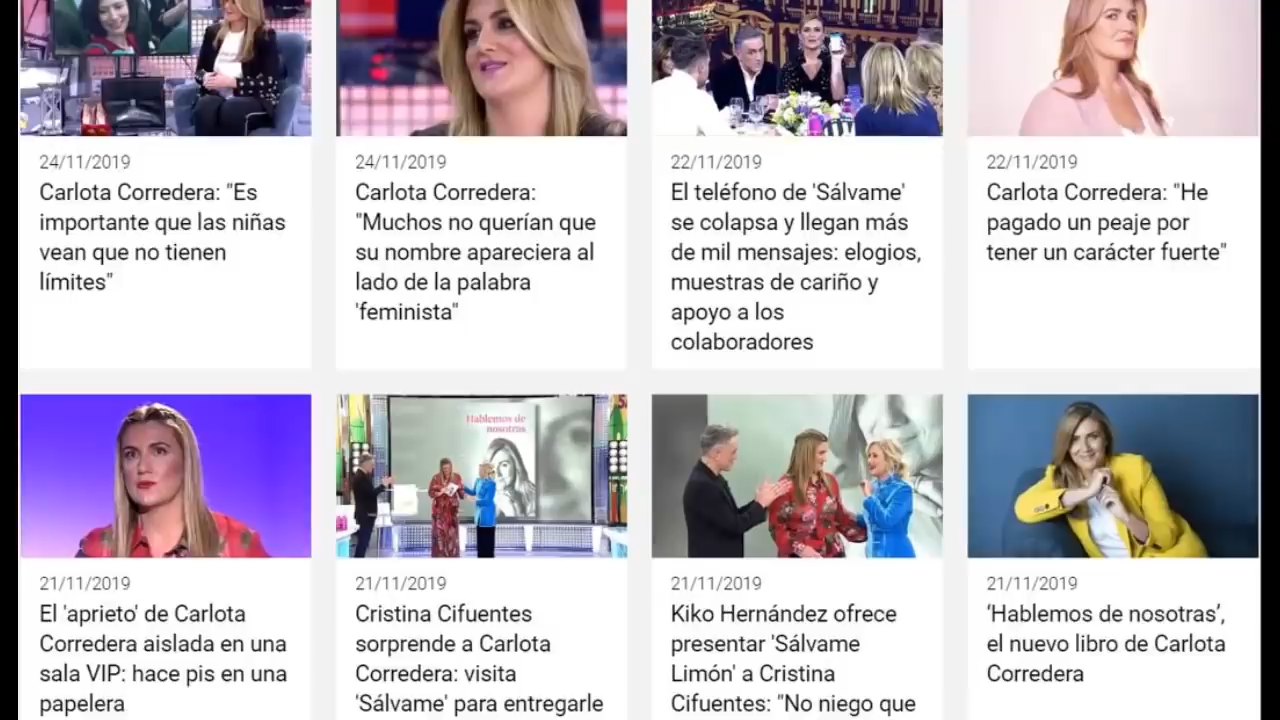 24/11/2019
Carlota Corredera: "Es
importante que las niñas
vean que no tienen
límites"
24/11/2019
Carlota Corredera:
"Muchos no querían que
su nombre apareciera al
lado de la palabra
'feminista"
22/11/2019
El teléfono de 'Sálvame'
se colapsa y llegan más
de mil mensajes: elogios,
muestras de cariño y
apoyo a los
colaboradores
22/11/2019
Carlota Corredera: "He
pagado un peaje por
tener un carácter fuerte"
21/11/2019
El 'aprieto' de Carlota
Corredera aislada en una
sala VIP: hace pis en una
papelera
Hablemos de
nosotras
21/11/2019
Cristina Cifuentes
sorprende a Carlota
Corredera: visita
'Sálvame' para entregarle
21/11/2019
Kiko Hernández ofrece
presentar 'Sálvame
Limón' a Cristina
Cifuentes: "No niego que
21/11/2019
‘Hablemos de nosotras’,
el nuevo libro de Carlota
Corredera